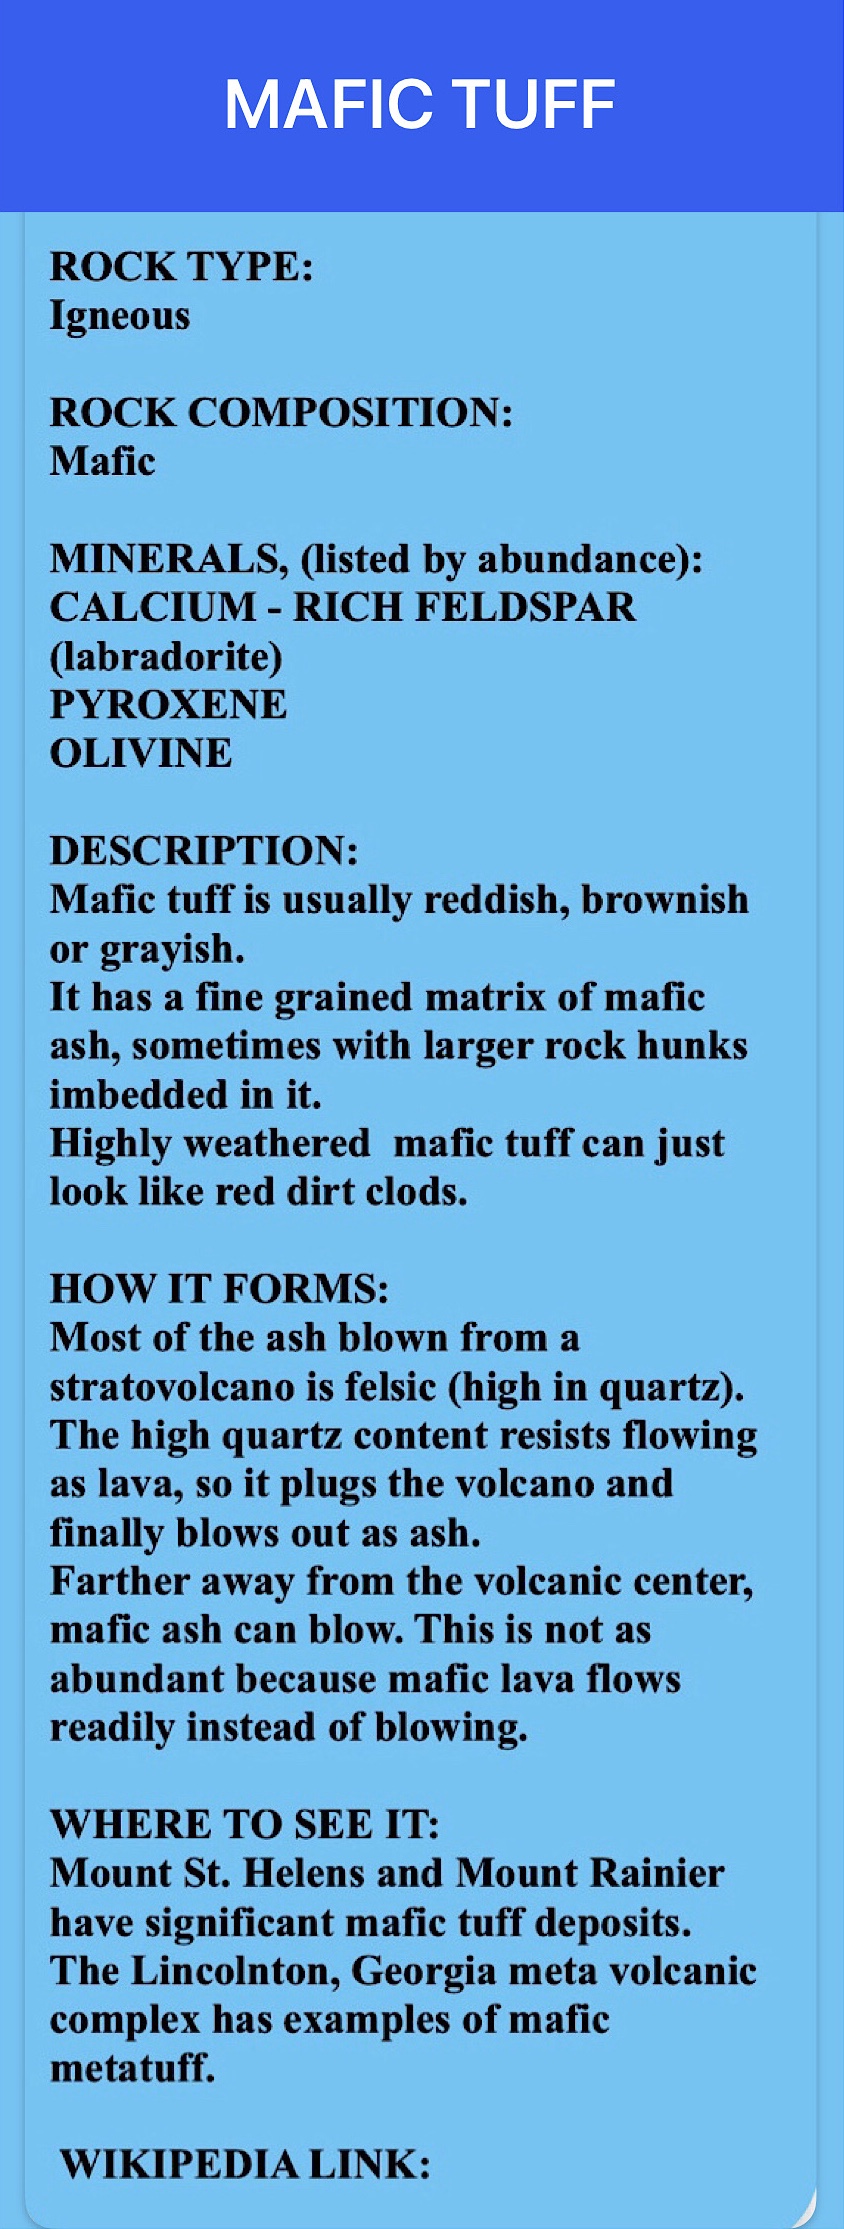 MAFIC TUFF
ROCK TYPE:
Igneous
ROCK COMPOSITION:
Mafic
MINERALS, (listed by abundance):
CALCIUM - RICH FELDSPAR
(labradorite)
PYROXENE
OLIVINE
DESCRIPTION:
Mafic tuff is usually reddish, brownish
or grayish.
It has a fine grained matrix of mafic
ash, sometimes with larger rock hunks
imbedded in it.
Highly weathered  mafic tuff can just
look like red dirt clods.
HOW IT FORMS:
Most of the ash blown from a
stratovolcano is felsic (high in quartz).
The high quartz content resists flowing
as lava, so it plugs the volcano and
finally blows out as ash.
Farther away from the volcanic center,
mafic ash can blow. This is not as
abundant because mafic lava flows
readily instead of blowing.
WHERE TO SEE IT:
Mount St. Helens and Mount Rainier
have significant mafic tuff deposits.
The Lincolnton, Georgia meta volcanic
complex has examples of mafic
metatuff.
WIKIPEDIA LINK: